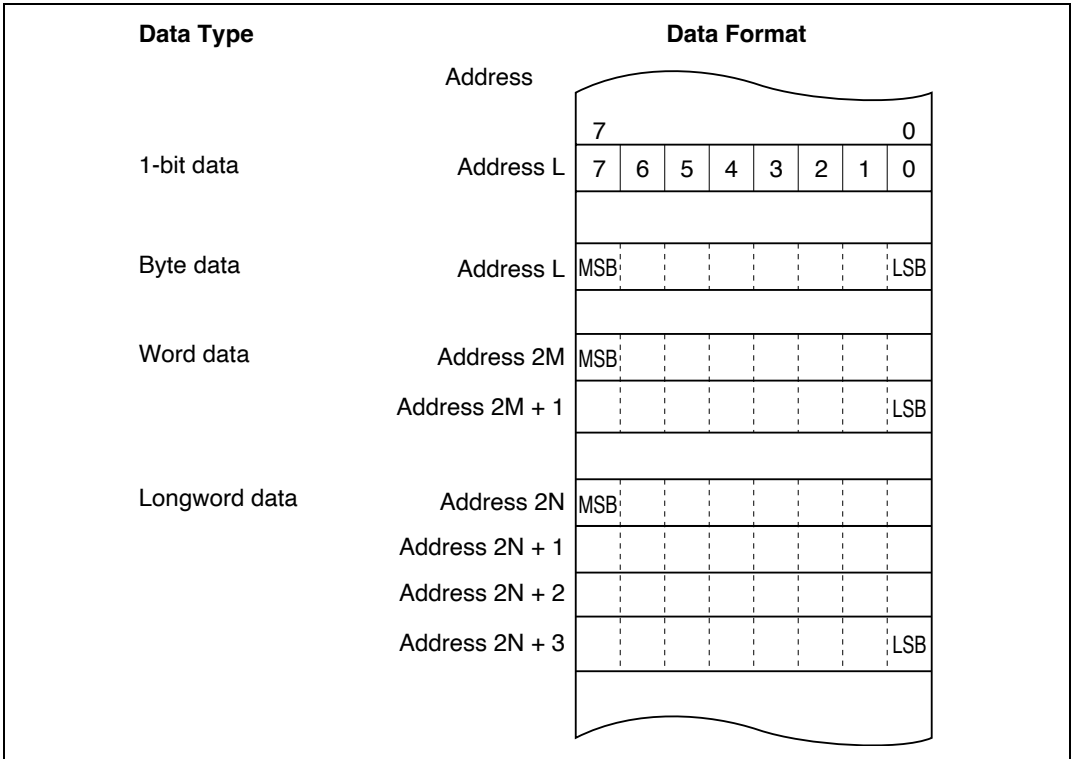 Data Type Data Format
Address
7 0
1-bit data Address L 7 6 5 4 3 2 1 0
Byte data Address L MSB LSB
Word data Address 2M MSB
Address 2M + 1 LSB
Longword data Address 2N MSB
Address 2N + 1
Address 2N + 2
Address 2N + 3 LSB